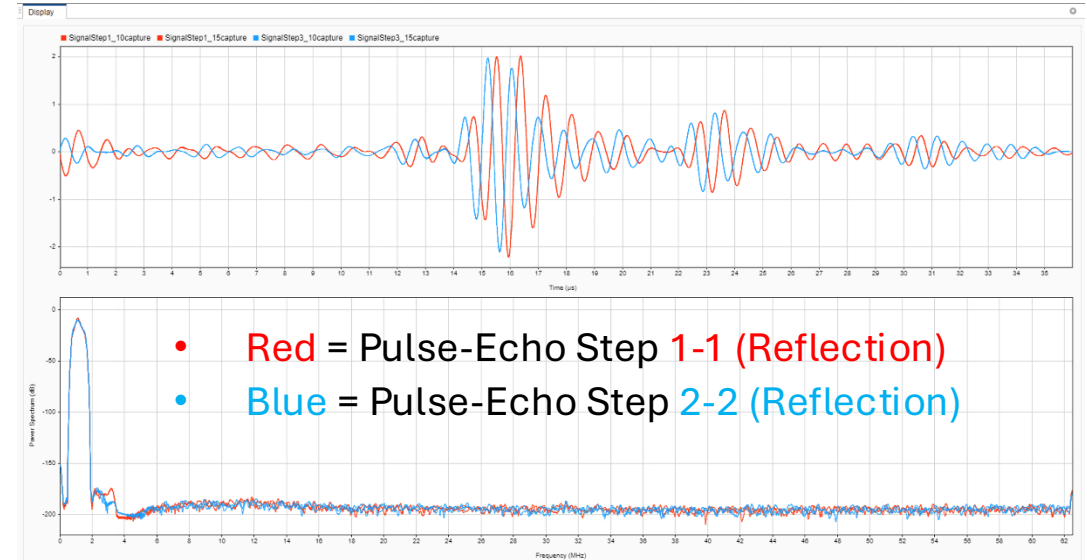 Display
SignalStep1_10capture SignalStep1_15capture SignalStep3_10capture SignalStep3_15capture
2
1
0
-1
-2
0 1 2 3 4 5 6 7 8 9 10 11 12 13 14 15 16 17 18 19 20 21 22 23 24 25 26 27 28 29 30 31 32 33 34 35
Time (μs)
0
-50
-100
-150
-200
Power Spectrum (dB)
• Red = Pulse-Echo Step 1-1 (Reflection)
• Blue = Pulse-Echo Step 2-2 (Reflection)
0 2 4 6 8 10 12 14 16 18 20 22 24 26 28 30 32 34 36 38 40 42 44 46 48 50 52 54 56 58 60 62
Frequency (MHz)